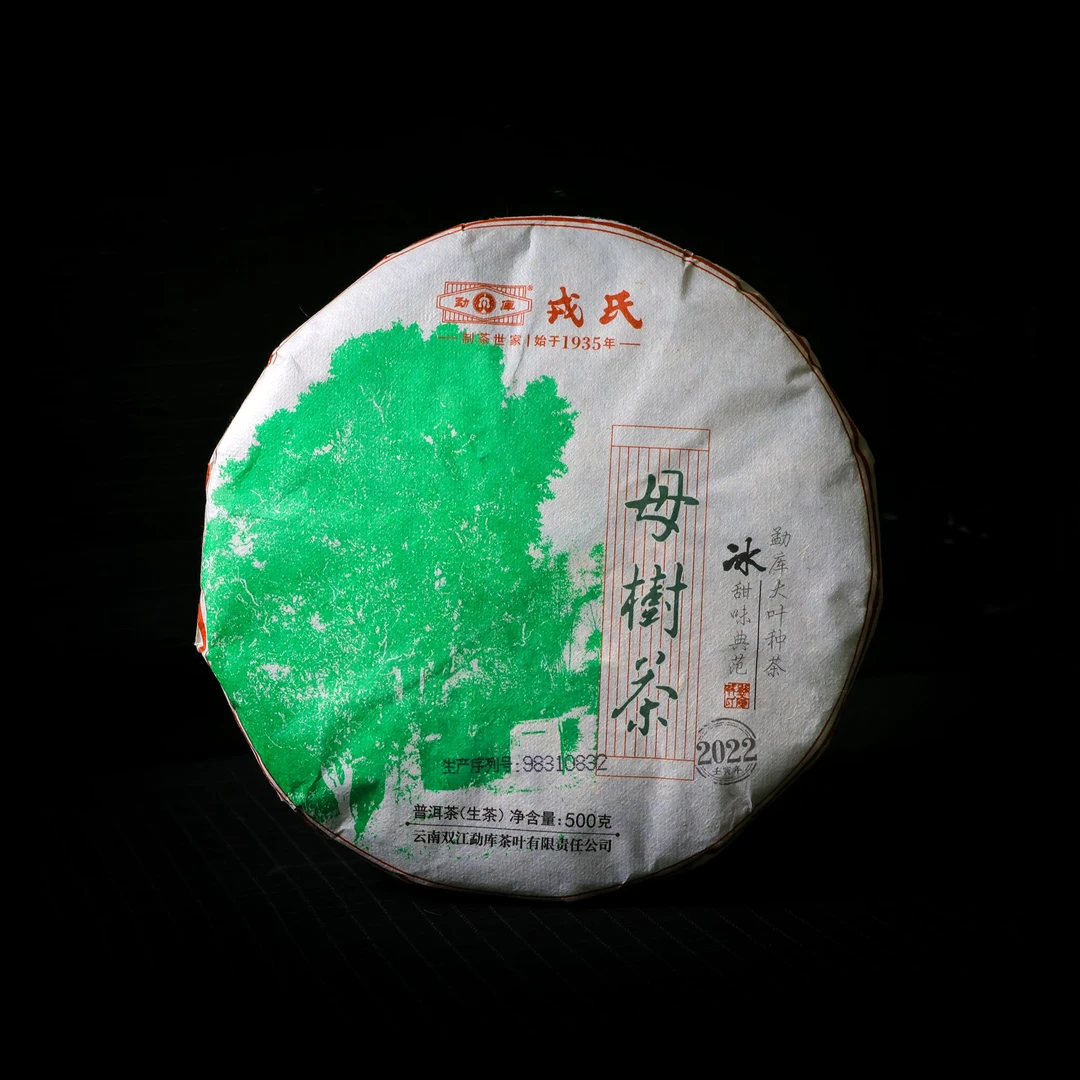 勐库® 戎氏
制茶世家|始于1935年
母樹茶
勐库大叶种茶
冰
甜味典范
2022
壬寅年
生产序列号:98310832
普洱茶(生茶) 净含量:500克
云南双江勐库茶叶有限责任公司